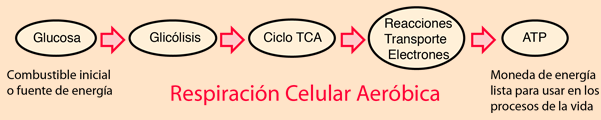 Glucosa
Glicólisis
Ciclo TCA
Reacciones
Transporte
Electrones
ATP
Combustible inicial
o fuente de energía
Respiración Celular Aeróbica
Moneda de energía
lista para usar en los
procesos de la vida